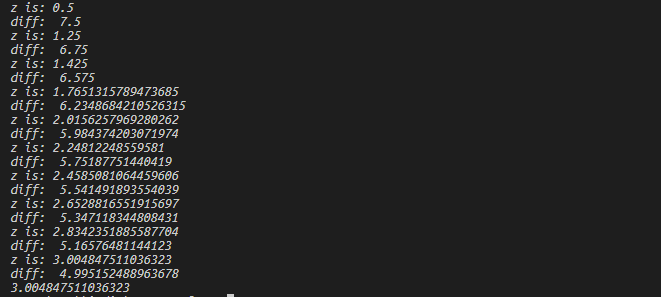 z is: 0.5
diff:  7.5
z is: 1.25
diff:  6.75
z is: 1.425
diff:  6.575
z is: 1.7651315789473685
diff:  6.2348684210526315
z is: 2.0156257969280262
diff:  5.984374203071974
z is: 2.24812248559581
diff:  5.75187751440419
z is: 2.4585081064459606
diff:  5.541491893554039
z is: 2.6528816551915697
diff:  5.347118344808431
z is: 2.8342351885587704
diff:  5.16576481144123
z is: 3.004847511036323
diff:  4.995152488963678
3.004847511036323